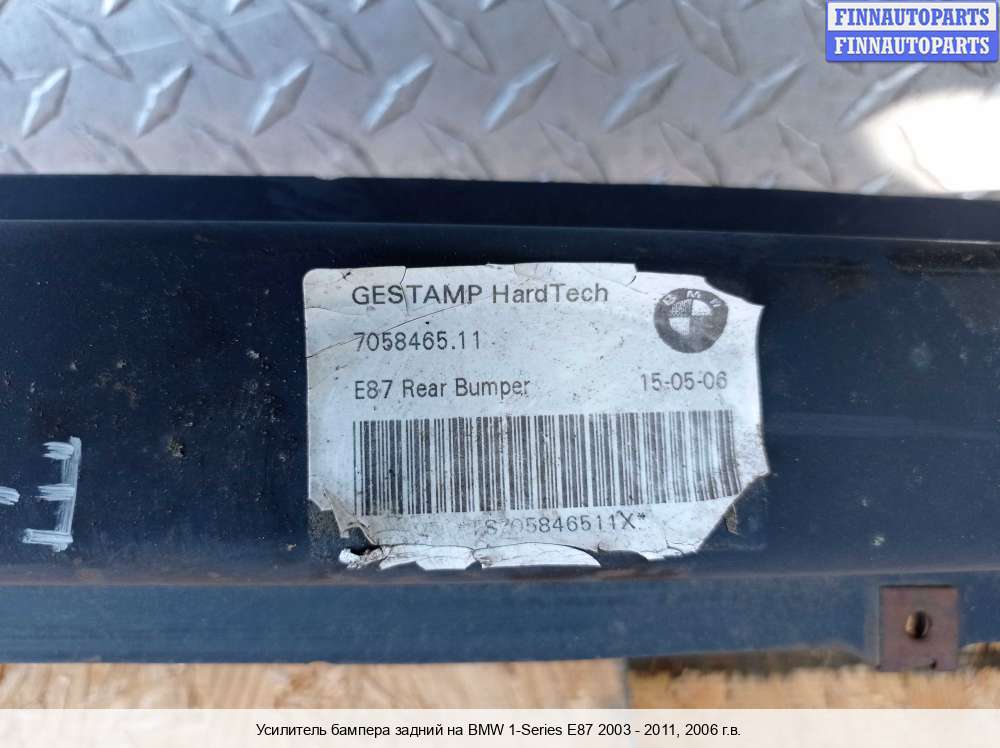 FINNAUTOPARTS
FINNAUTOPARTS
GESTAMP HardTech
BMW
7058465.11
E87 Rear Bumper 15-05-06
Усилитель бампера задний на BMW 1-Series E87 2003 - 2011, 2006 г.в.